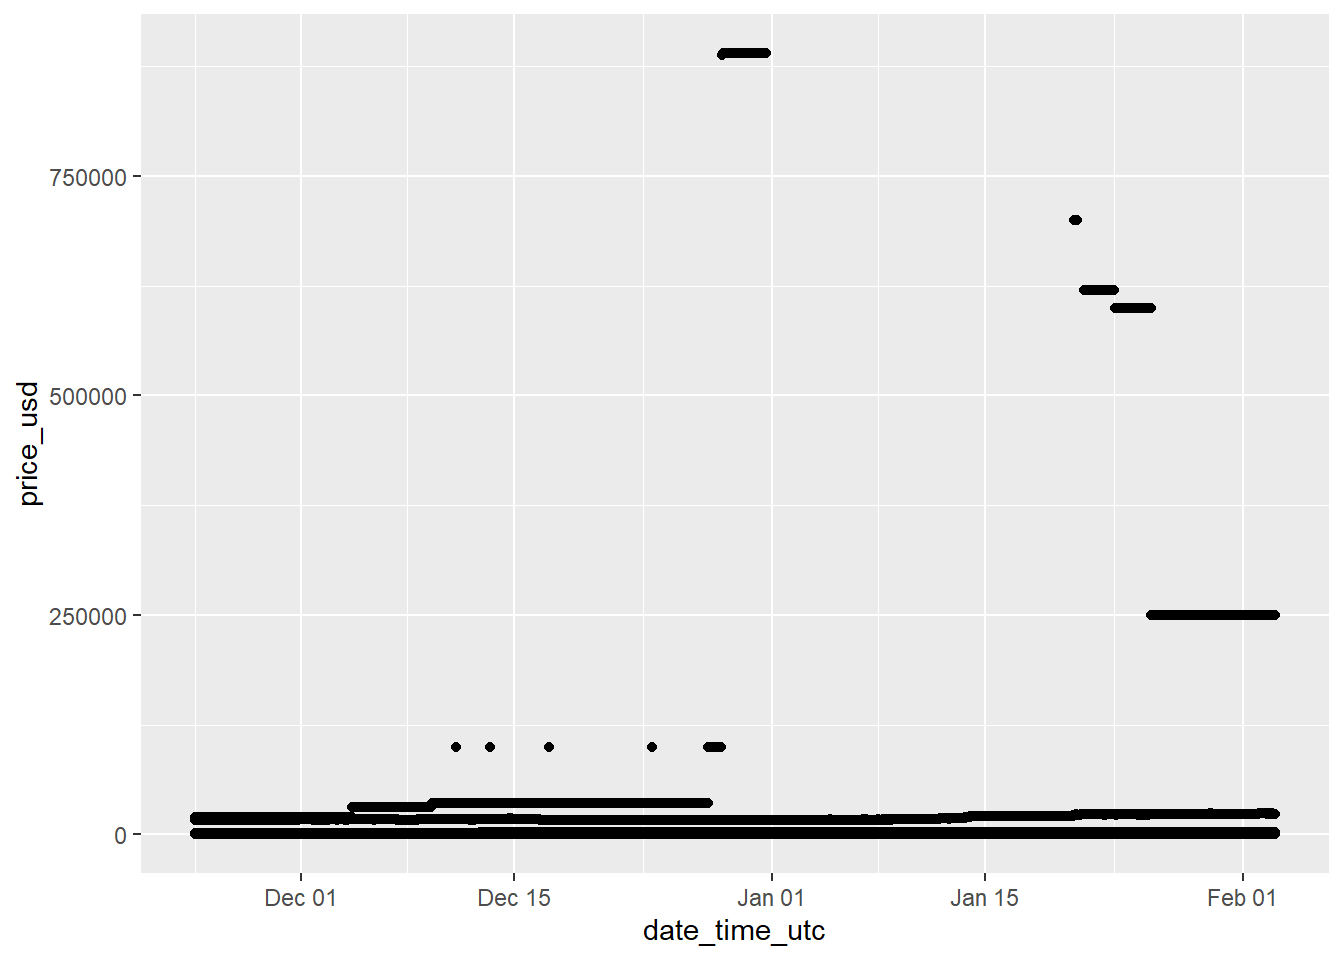 price_usd
750000
500000
250000
0
Dec 01
Dec 15
Jan 01
Jan 15
Feb 01
date_time_utc